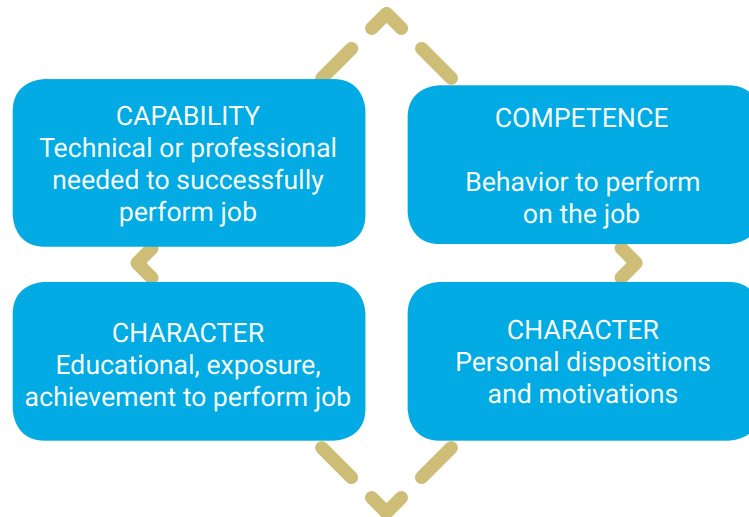 CAPABILITY
Technical or professional
needed to successfully
perform job
COMPETENCE
Behavior to perform
on the job
CHARACTER
Educational, exposure,
achievement to perform job
CHARACTER
Personal dispositions
and motivations